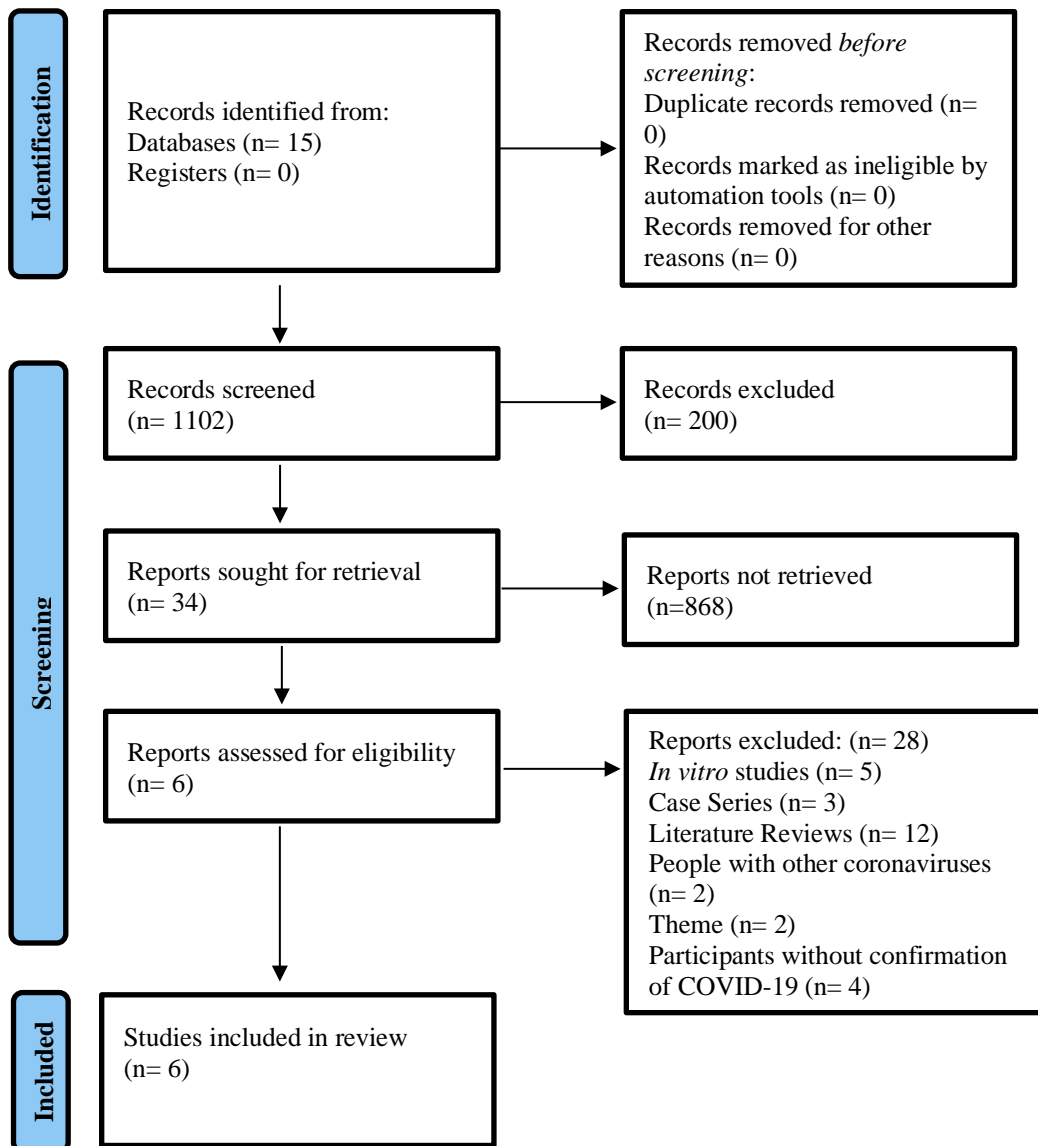 Identification
Records identified from:
Databases (n= 15)
Registers (n= 0)
Records removed before
screening:
Duplicate records removed (n=
0)
Records marked as ineligible by
automation tools (n= 0)
Records removed for other
reasons (n= 0)
Screening
Records screened
(n= 1102)
Records excluded
(n= 200)
Reports sought for retrieval
(n= 34)
Reports not retrieved
(n=868)
Reports assessed for eligibility
(n= 6)
Reports excluded: (n= 28)
In vitro studies (n= 5)
Case Series (n= 3)
Literature Reviews (n= 12)
People with other coronaviruses
(n= 2)
Theme (n= 2)
Participants without confirmation
of COVID-19 (n= 4)
Included
Studies included in review
(n= 6)